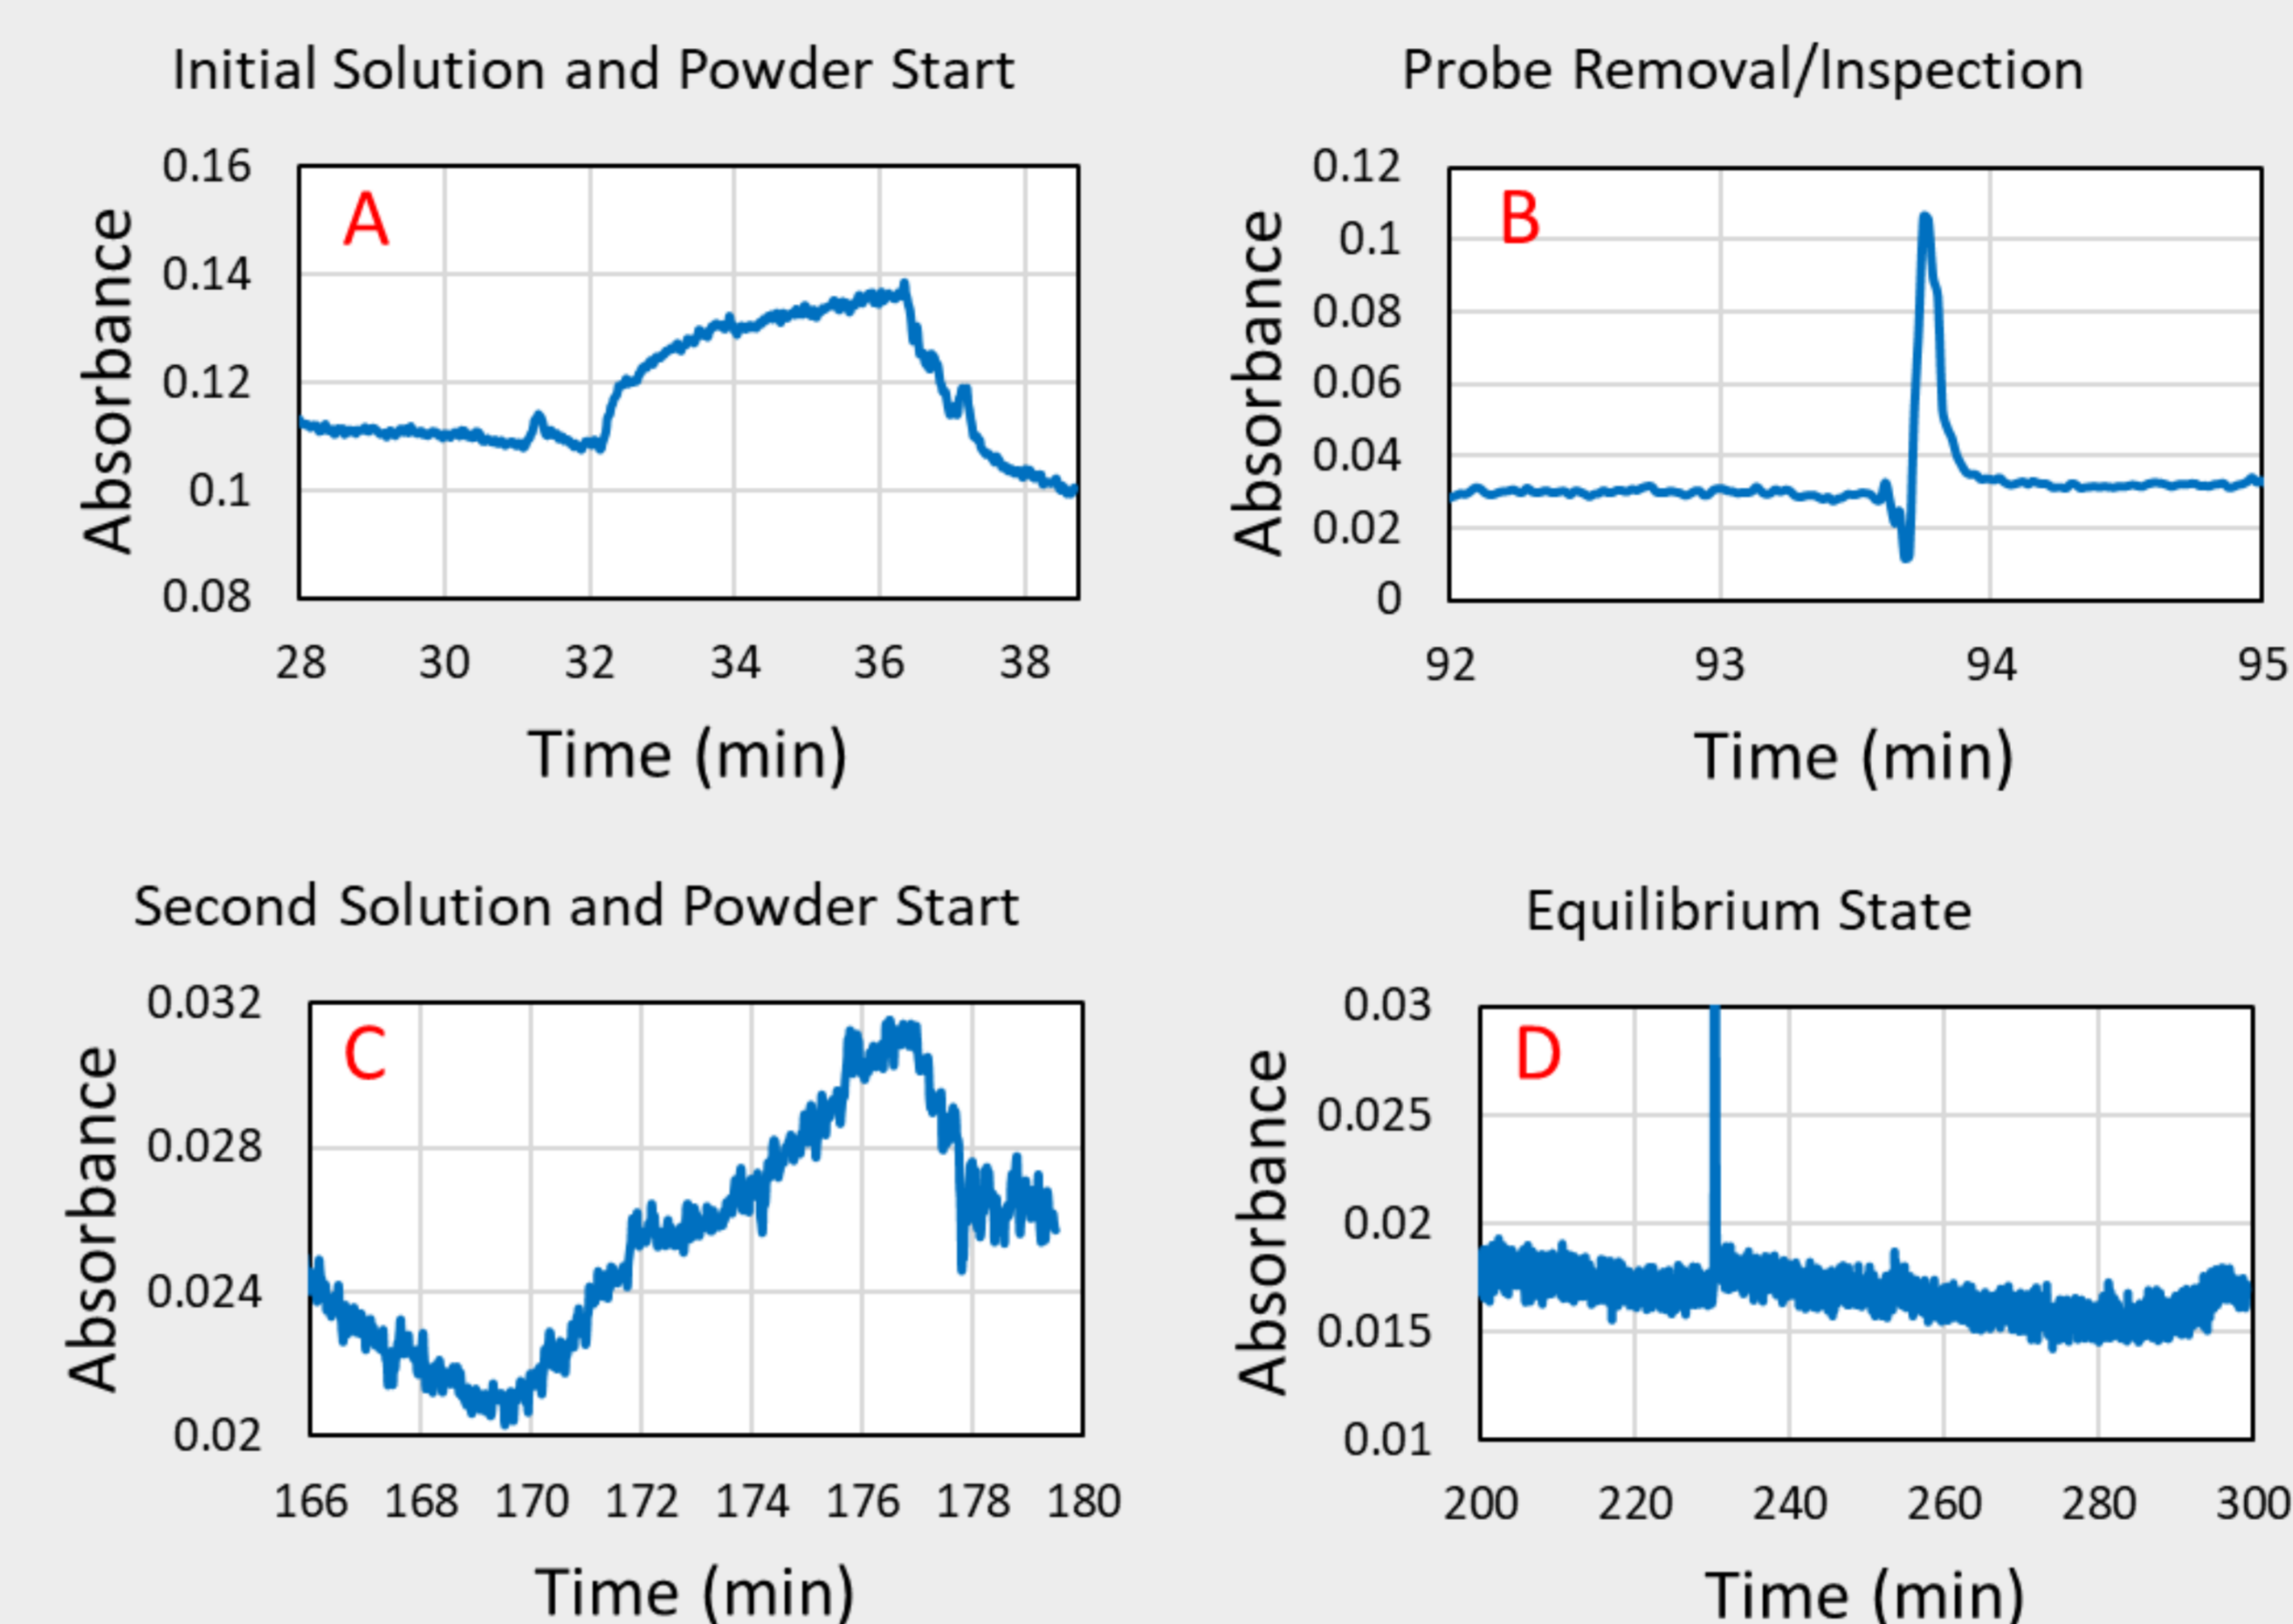 Initial Solution and Powder Start
0.16
0.14
0.12
0.1
0.08
Absorbance
A
28 30 32 34 36 38
Time (min)
Probe Removal/Inspection
0.12
0.1
0.08
0.06
0.04
0.02
0
Absorbance
B
92 93 94 95
Time (min)
Second Solution and Powder Start
0.032
0.028
0.024
0.02
Absorbance
C
166 168 170 172 174 176 178 180
Time (min)
Equilibrium State
0.03
0.025
0.02
0.015
0.01
Absorbance
D
200 220 240 260 280 300
Time (min)